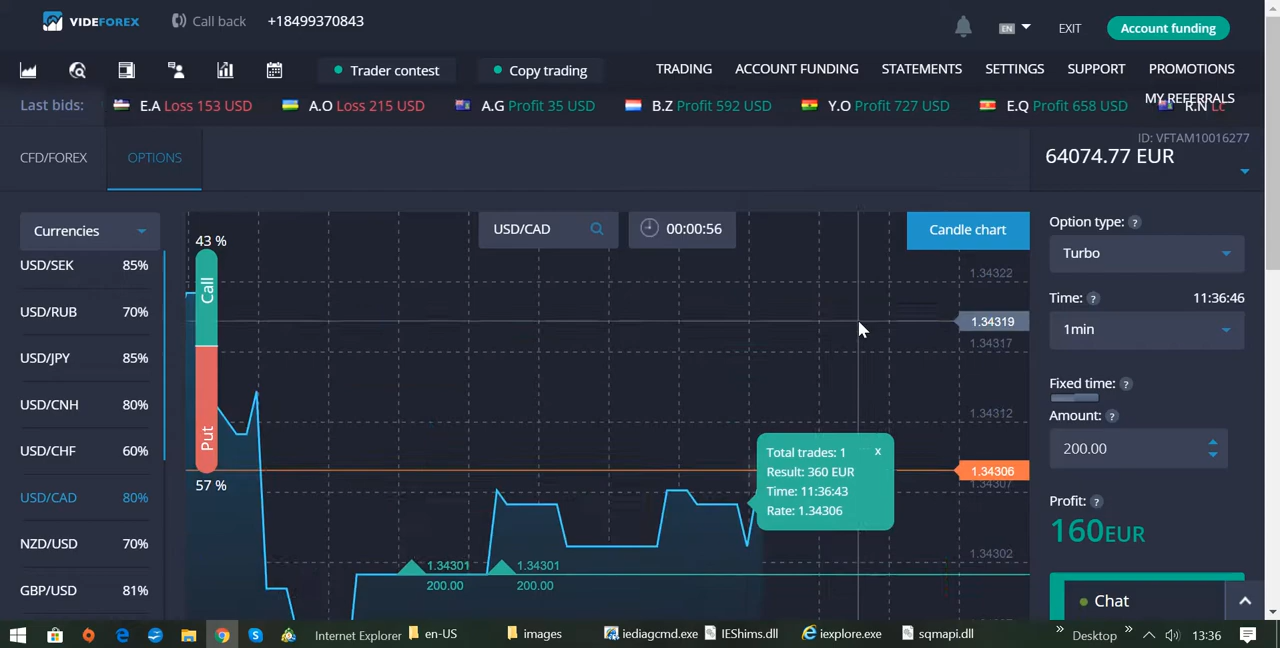 VIDEFOREX
Call back
+18499370843
EN
EXIT
Account funding
Trader contest
Copy trading
TRADING
ACCOUNT FUNDING
STATEMENTS
SETTINGS
SUPPORT
PROMOTIONS
MY REFERRALS
Last bids:
E.A Loss 153 USD
A.O Loss 215 USD
A.G Profit 35 USD
B.Z Profit 592 USD
Y.O Profit 727 USD
E.Q Profit 658 USD
R.N
CFD/FOREX
OPTIONS
ID: VFTAM10016277
64074.77 EUR
Currencies
USD/SEK 85%
USD/RUB 70%
USD/JPY 85%
USD/CNH 80%
USD/CHF 60%
USD/CAD 80%
NZD/USD 70%
GBP/USD 81%
43 %
Call
Put
57 %
USD/CAD
00:00:56
Candle chart
1.34322
1.34319
1.34317
1.34312
1.34306
1.34307
1.34302
Total trades: 1 x
Result: 360 EUR
Time: 11:36:43
Rate: 1.34306
1.34301
200.00
1.34301
200.00
Option type: ?
Turbo
Time: ? 11:36:46
1min
Fixed time: ?
Amount: ?
200.00
Profit: ?
160EUR
Chat
Internet Explorer
en-US
images
iediagcmd.exe
IEShims.dll
iexplore.exe
sqmapi.dll
Desktop
13:36